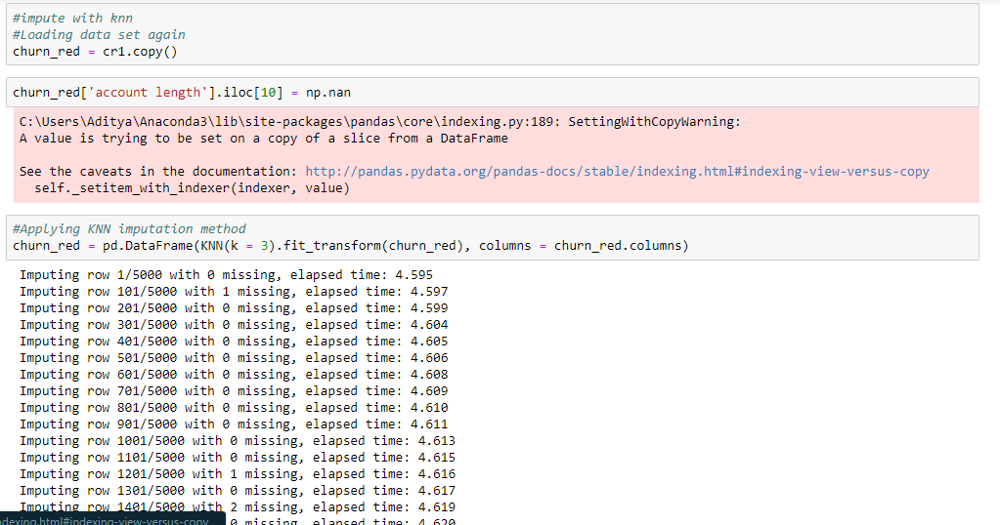 #impute with knn
#Loading data set again
churn_red = cr1.copy()
churn_red['account length'].iloc[10] = np.nan
C:\Users\Aditya\Anaconda3\lib\site-packages\pandas\core\indexing.py:189: SettingWithCopyWarning:
A value is trying to be set on a copy of a slice from a DataFrame
See the caveats in the documentation: http://pandas.pydata.org/pandas-docs/stable/indexing.html#indexing-view-versus-copy
self._setitem_with_indexer(indexer, value)
#Applying KNN imputation method
churn_red = pd.DataFrame(KNN(k = 3).fit_transform(churn_red), columns = churn_red.columns)
Imputing row 1/5000 with 0 missing, elapsed time: 4.595
Imputing row 101/5000 with 1 missing, elapsed time: 4.597
Imputing row 201/5000 with 0 missing, elapsed time: 4.599
Imputing row 301/5000 with 0 missing, elapsed time: 4.604
Imputing row 401/5000 with 0 missing, elapsed time: 4.605
Imputing row 501/5000 with 0 missing, elapsed time: 4.606
Imputing row 601/5000 with 0 missing, elapsed time: 4.608
Imputing row 701/5000 with 0 missing, elapsed time: 4.609
Imputing row 801/5000 with 0 missing, elapsed time: 4.610
Imputing row 901/5000 with 0 missing, elapsed time: 4.611
Imputing row 1001/5000 with 0 missing, elapsed time: 4.613
Imputing row 1101/5000 with 0 missing, elapsed time: 4.615
Imputing row 1201/5000 with 1 missing, elapsed time: 4.616
Imputing row 1301/5000 with 0 missing, elapsed time: 4.617
Imputing row 1401/5000 with 2 missing, elapsed time: 4.619
dexing.html#indexing-view-versus-copy 0 missing, elapsed time: 4.620